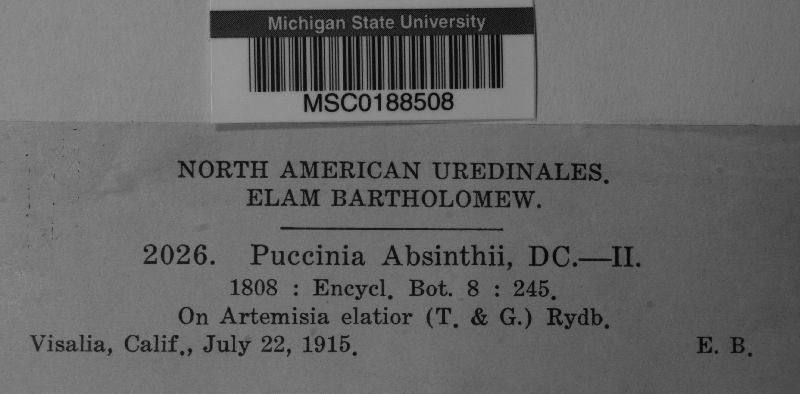 Michigan State University
MSC0188508
NORTH AMERICAN UREDINALES.
ELAM BARTHOLOMEW.
2026. Puccinia Absinthii, DC.—II.
1808 : Encycl. Bot. 8 : 245.
On Artemisia elatior (T. & G.) Rydb.
Visalia, Calif., July 22, 1915. E. B.